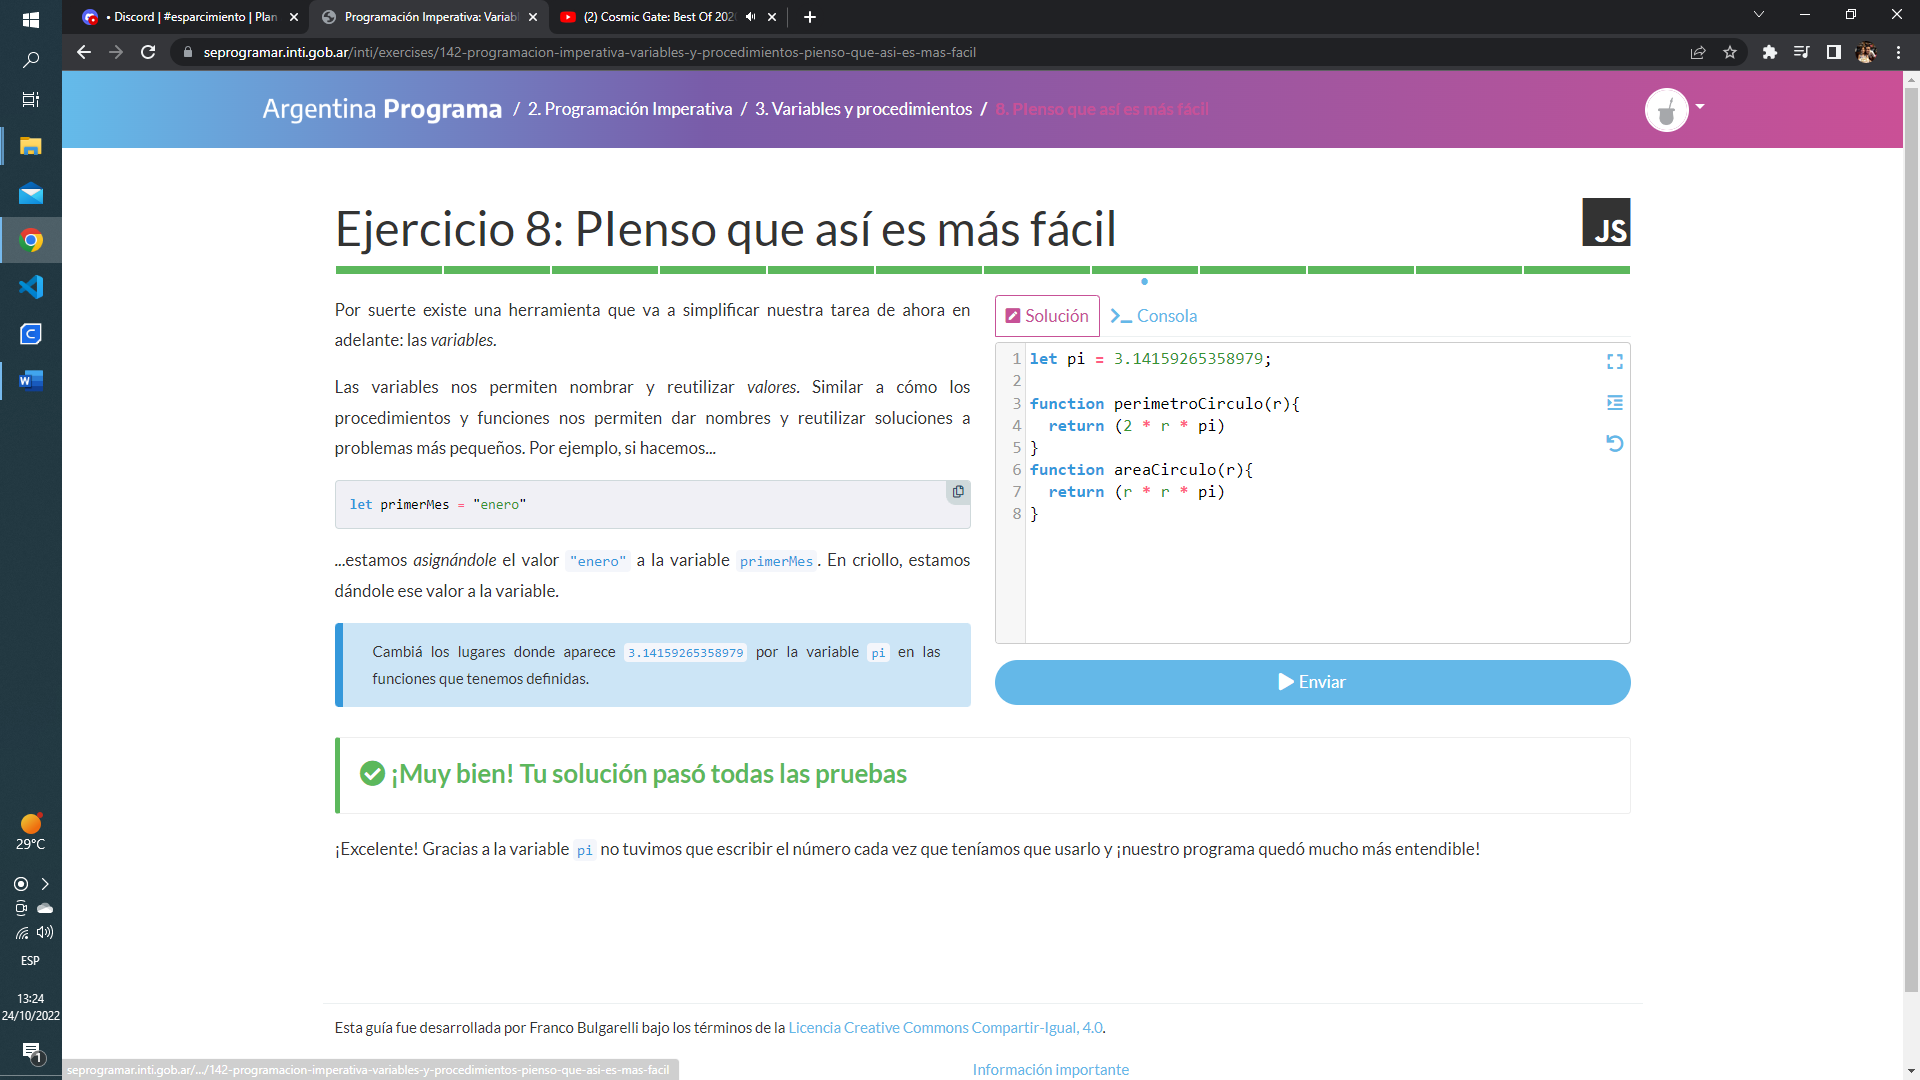 • Discord | #esparcimiento | Plan
Programación Imperativa: Variab
(2) Cosmic Gate: Best Of 202
seprogramar.inti.gob.ar/inti/exercises/142-programacion-imperativa-variables-y-procedimientos-pienso-que-asi-es-mas-facil
Argentina Programa / 2. Programación Imperativa / 3. Variables y procedimientos / 8. PIenso que así es más fácil
Ejercicio 8: PIenso que así es más fácil
JS
Por suerte existe una herramienta que va a simplificar nuestra tarea de ahora en
adelante: las variables.
Las variables nos permiten nombrar y reutilizar valores. Similar a cómo los
procedimientos y funciones nos permiten dar nombres y reutilizar soluciones a
problemas más pequeños. Por ejemplo, si hacemos...
let primerMes = "enero"
...estamos asignándole el valor "enero" a la variable primerMes. En criollo, estamos
dándole ese valor a la variable.
Cambiá los lugares donde aparece 3.14159265358979 por la variable pi en las
funciones que tenemos definidas.
Solución
Consola
1 let pi = 3.14159265358979;
2
3 function perimetroCirculo(r){
4 return (2 * r * pi)
5 }
6 function areaCirculo(r){
7 return (r * r * pi)
8 }
Enviar
¡Muy bien! Tu solución pasó todas las pruebas
¡Excelente! Gracias a la variable pi no tuvimos que escribir el número cada vez que teníamos que usarlo y ¡nuestro programa quedó mucho más entendible!
Esta guía fue desarrollada por Franco Bulgarelli bajo los términos de la Licencia Creative Commons Compartir-Igual, 4.0.
Información importante
seprogramar.inti.gob.ar/.../142-programacion-imperativa-variables-y-procedimientos-pienso-que-asi-es-mas-facil
29°C
ESP
13:24
24/10/2022
1